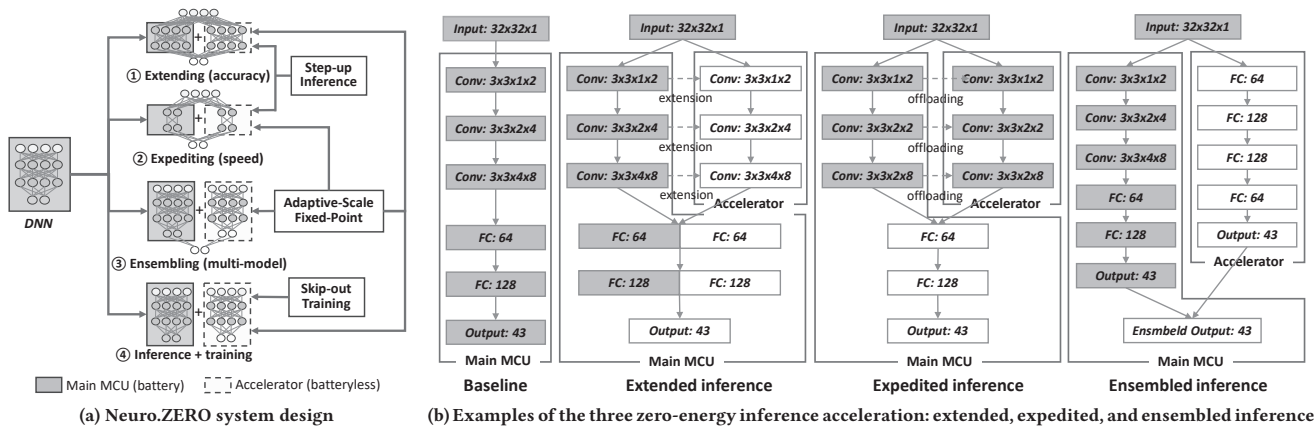 +
① Extending (accuracy)
Step-up
Inference
+
② Expediting (speed)
DNN
+
Adaptive-Scale
Fixed-Point
③ Ensembling (multi-model)
+
Skip-out
Training
④ Inference + training
Main MCU (battery)
Accelerator (batteryless)
(a) Neuro.ZERO system design
Input: 32x32x1
Conv: 3x3x1x2
Conv: 3x3x2x4
Conv: 3x3x4x8
FC: 64
FC: 128
Output: 43
Main MCU
Baseline
Input: 32x32x1
Conv: 3x3x1x2
Conv: 3x3x1x2
extension
Conv: 3x3x2x4
Conv: 3x3x2x4
extension
Conv: 3x3x4x8
Conv: 3x3x4x8
extension
Accelerator
FC: 64
FC: 64
FC: 128
FC: 128
Output: 43
Main MCU
Extended inference
Input: 32x32x1
Conv: 3x3x1x2
Conv: 3x3x1x2
offloading
Conv: 3x3x2x2
Conv: 3x3x2x2
offloading
Conv: 3x3x2x8
Conv: 3x3x2x8
offloading
Accelerator
FC: 64
FC: 128
Output: 43
Main MCU
Expedited inference
Input: 32x32x1
Conv: 3x3x1x2
Conv: 3x3x2x4
Conv: 3x3x4x8
FC: 64
FC: 128
Output: 43
FC: 64
FC: 128
FC: 128
FC: 64
Output: 43
Accelerator
Ensmbeld Output: 43
Main MCU
Ensembled inference
(b) Examples of the three zero-energy inference acceleration: extended, expedited, and ensembled inference